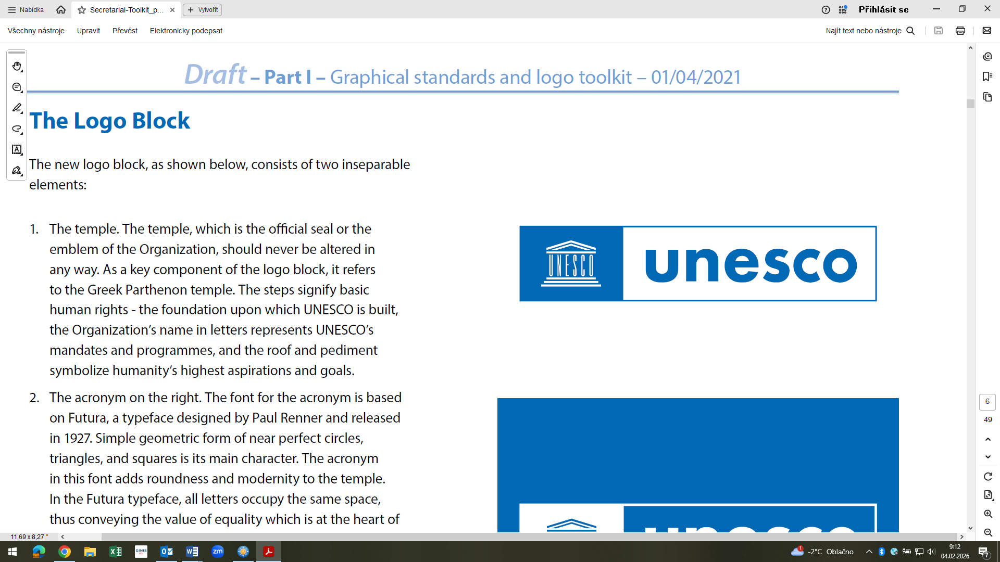 Nabídka
Secretarial-Toolkit_p...
Vytvořit
Přihlásit se
Všechny nástroje
Upravit
Převést
Elektronicky podepsat
Najít text nebo nástroje
Draft – Part I – Graphical standards and logo toolkit – 01/04/2021
The Logo Block
The new logo block, as shown below, consists of two inseparable
elements:
1. The temple. The temple, which is the official seal or the
emblem of the Organization, should never be altered in
any way. As a key component of the logo block, it refers
to the Greek Parthenon temple. The steps signify basic
human rights - the foundation upon which UNESCO is built,
the Organization’s name in letters represents UNESCO’s
mandates and programmes, and the roof and pediment
symbolize humanity’s highest aspirations and goals.
2. The acronym on the right. The font for the acronym is based
on Futura, a typeface designed by Paul Renner and released
in 1927. Simple geometric form of near perfect circles,
triangles, and squares is its main character. The acronym
in this font adds roundness and modernity to the temple.
In the Futura typeface, all letters occupy the same space,
thus conveying the value of equality which is at the heart of
UNESCO
unesco
unesco
6
49
11,69 x 8,27 "
GINIS
zm
1
-2°C Oblačno
9:12
04.02.2026
7